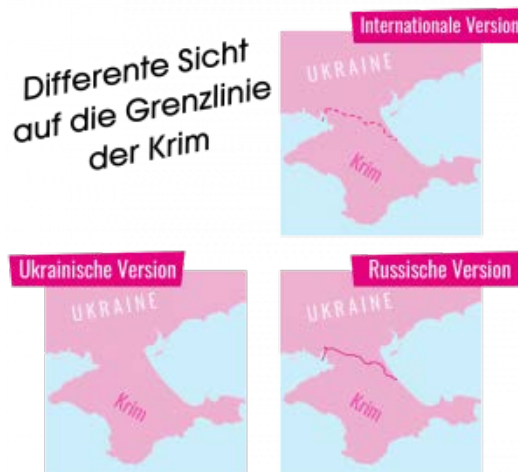 Differente Sicht
auf die Grenzlinie
der Krim
Internationale Version
UKRAINE
Krim
Ukrainische Version
UKRAINE
Krim
Russische Version
UKRAINE
Krim